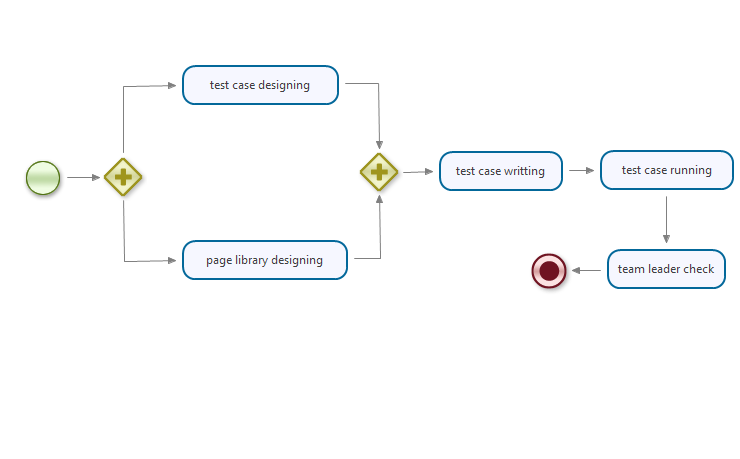 test case designing
page library designing
test case writting
test case running
team leader check